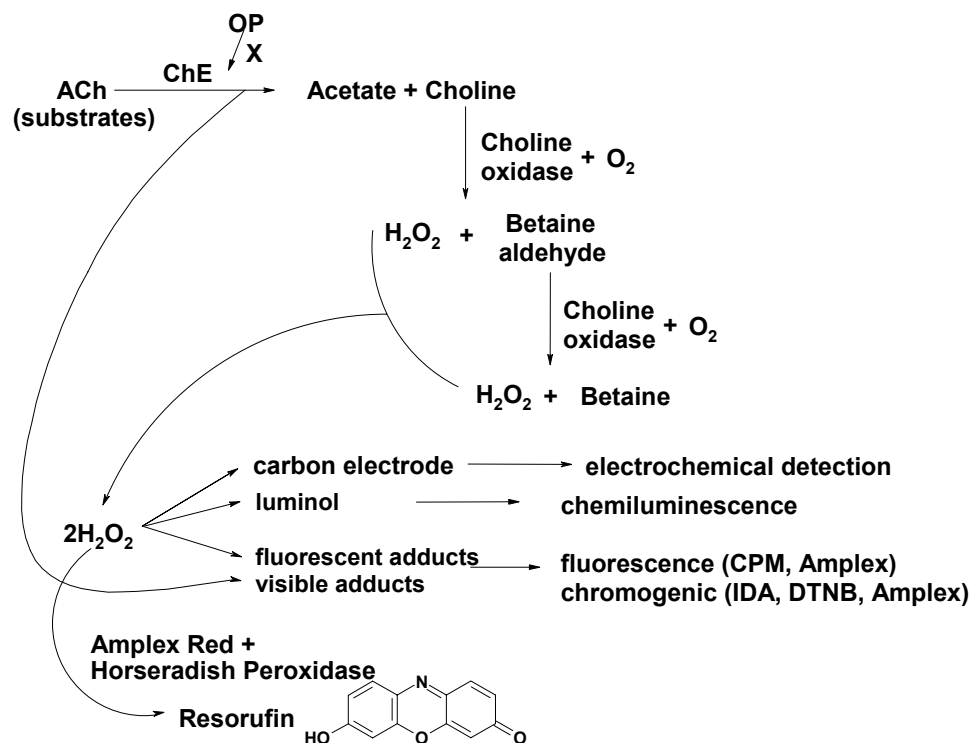 OP
X
ChE
ACh
(substrates)
Acetate + Choline
Choline
oxidase + O₂
H₂O₂ + Betaine
aldehyde
Choline
oxidase + O₂
H₂O₂ + Betaine
carbon electrode
electrochemical detection
luminol
chemiluminescence
2H₂O₂
fluorescent adducts
visible adducts
fluorescence (CPM, Amplex)
chromogenic (IDA, DTNB, Amplex)
Amplex Red +
Horseradish Peroxidase
Resorufin
N
HO
O
O